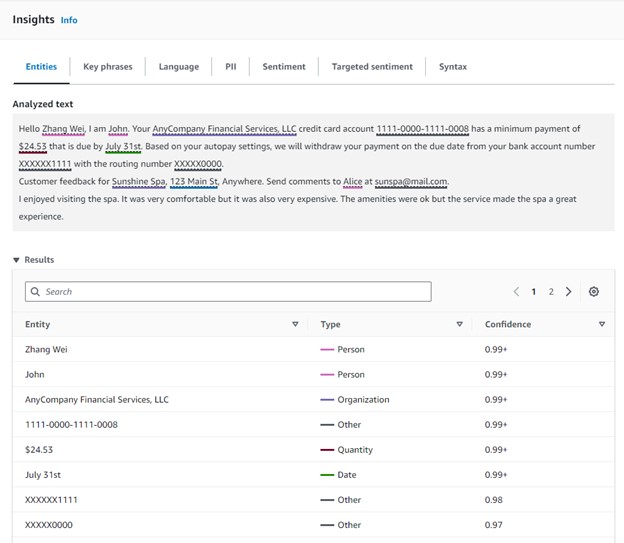 Insights Info
Entities Key phrases Language PII Sentiment Targeted sentiment Syntax
Analyzed text
Hello Zhang Wei, I am John. Your AnyCompany Financial Services, LLC credit card account 1111-0000-1111-0008 has a minimum payment of
$24.53 that is due by July 31st. Based on your autopay settings, we will withdraw your payment on the due date from your bank account number
XXXXXX1111 with the routing number XXXXX0000.
Customer feedback for Sunshine Spa, 123 Main St, Anywhere. Send comments to Alice at sunspa@mail.com.
I enjoyed visiting the spa. It was very comfortable but it was also very expensive. The amenities were ok but the service made the spa a great
experience.
Results
Search 1 2
Entity Type Confidence
Zhang Wei Person 0.99+
John Person 0.99+
AnyCompany Financial Services, LLC Organization 0.99+
1111-0000-1111-0008 Other 0.99+
$24.53 Quantity 0.99+
July 31st Date 0.99+
XXXXXX1111 Other 0.98
XXXXX0000 Other 0.97